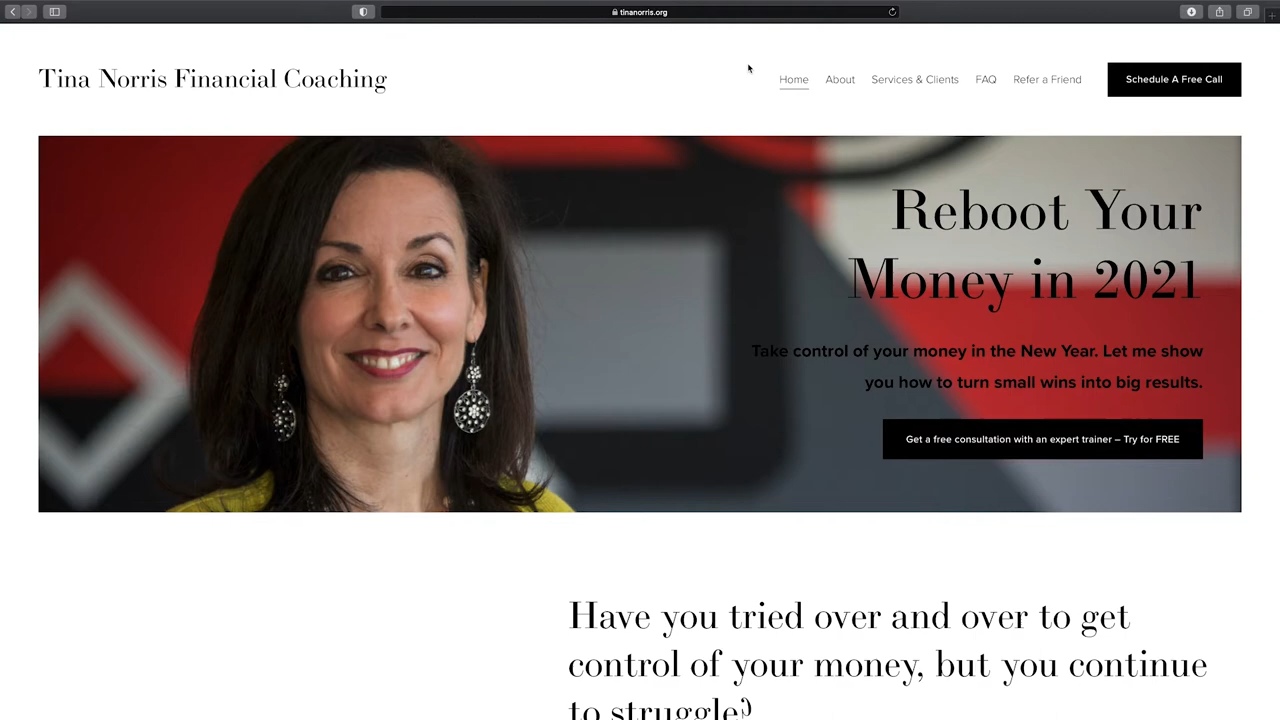 tinanorris.org
Tina Norris Financial Coaching
Home About Services & Clients FAQ Refer a Friend Schedule A Free Call
Reboot Your
Money in 2021
Take control of your money in the New Year. Let me show
you how to turn small wins into big results.
Get a free consultation with an expert trainer – Try for FREE
Have you tried over and over to get
control of your money, but you continue
to struggle?